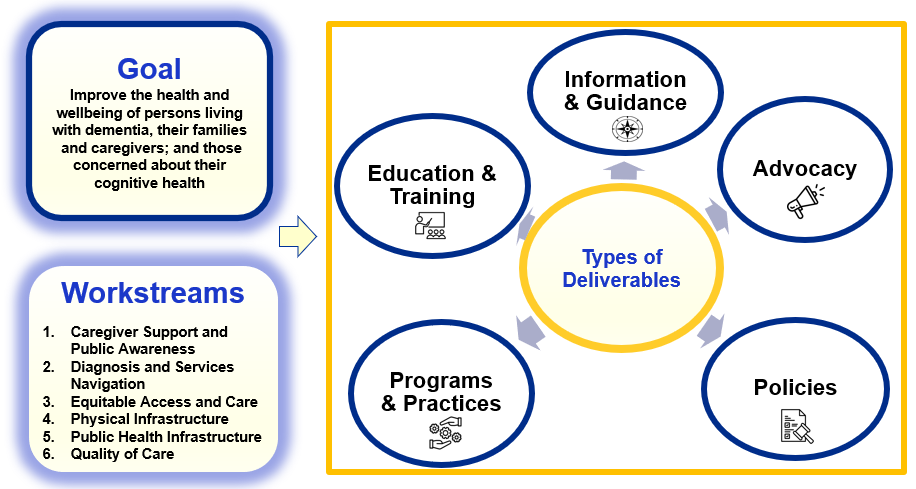 Goal
Improve the health and
wellbeing of persons living
with dementia, their families
and caregivers; and those
concerned about their
cognitive health
Workstreams
1. Caregiver Support and
Public Awareness
2. Diagnosis and Services
Navigation
3. Equitable Access and Care
4. Physical Infrastructure
5. Public Health Infrastructure
6. Quality of Care
Information
& Guidance
Education &
Training
Advocacy
Types of
Deliverables
Programs
& Practices
Policies